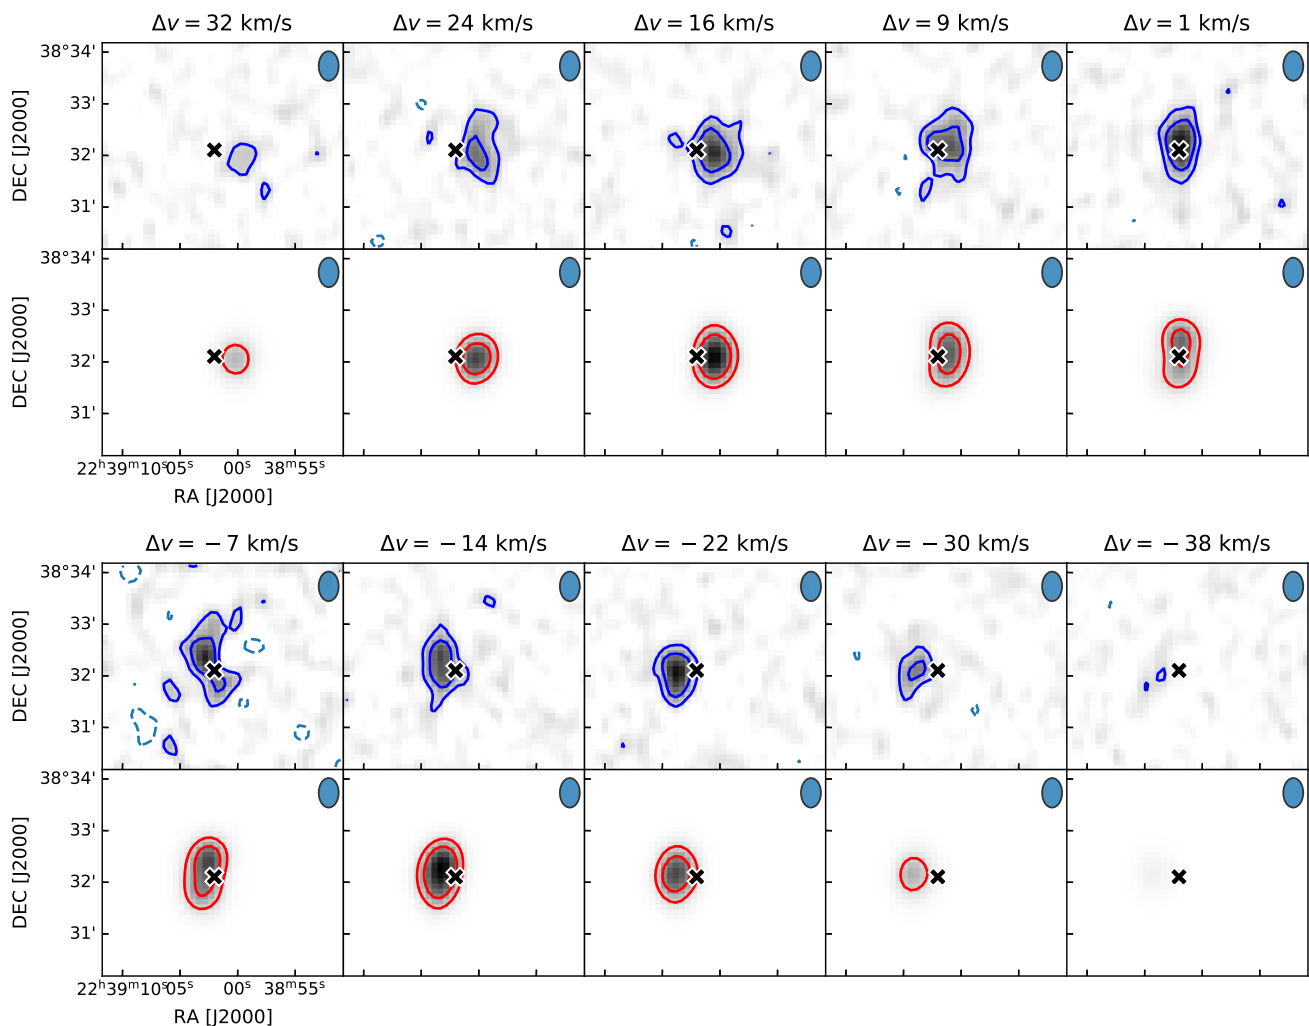 Δv = 32 km/s
Δv = 24 km/s
Δv = 16 km/s
Δv = 9 km/s
Δv = 1 km/s
38°34'
33'
32'
31'
DEC [J2000]
38°34'
33'
32'
31'
DEC [J2000]
22ʰ39ᵐ10ˢ05ˢ 00ˢ 38ᵐ55ˢ
RA [J2000]
Δv = −7 km/s
Δv = −14 km/s
Δv = −22 km/s
Δv = −30 km/s
Δv = −38 km/s
38°34'
33'
32'
31'
DEC [J2000]
38°34'
33'
32'
31'
DEC [J2000]
22ʰ39ᵐ10ˢ05ˢ 00ˢ 38ᵐ55ˢ
RA [J2000]